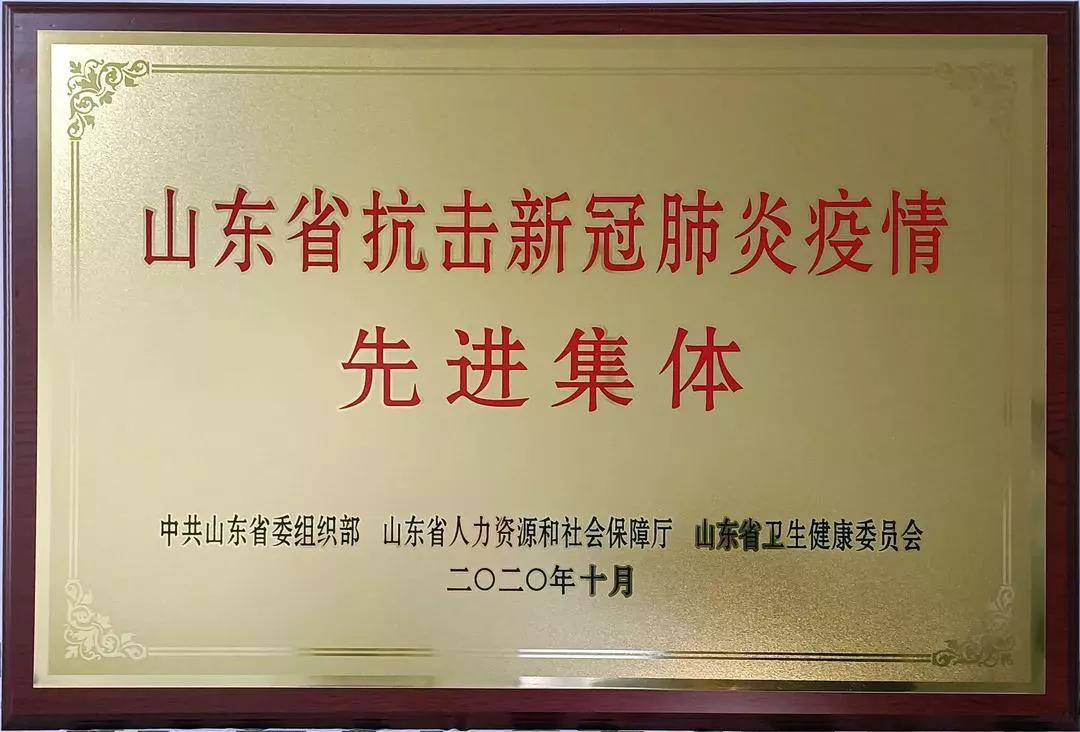 山东省抗击新冠肺炎疫情
先进集体
中共山东省委组织部 山东省人力资源和社会保障厅 山东省卫生健康委员会
二〇二〇年十月